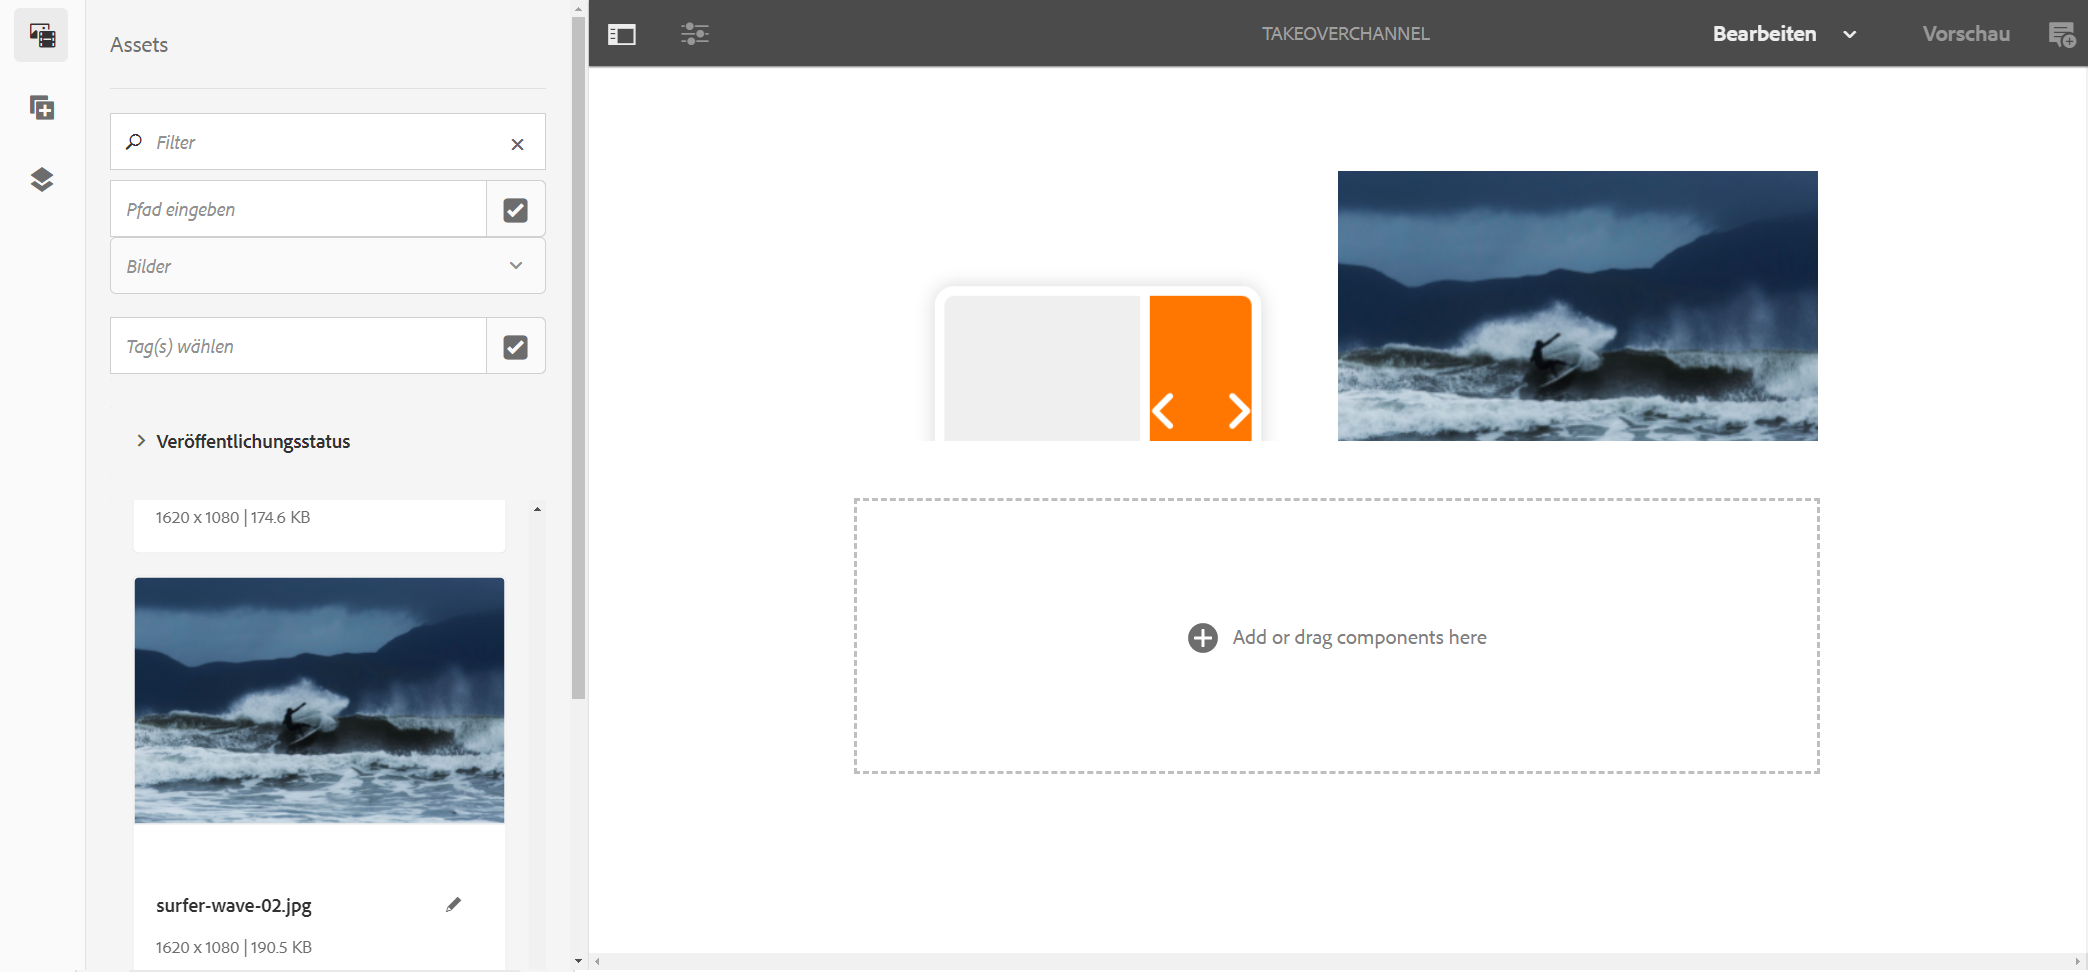 Assets
Filter
Pfad eingeben
Bilder
Tag(s) wählen
Veröffentlichungsstatus
1620 x 1080 | 174.6 KB
surfer-wave-02.jpg
1620 x 1080 | 190.5 KB
TAKEOVERCHANNEL
Bearbeiten
Vorschau
Add or drag components here